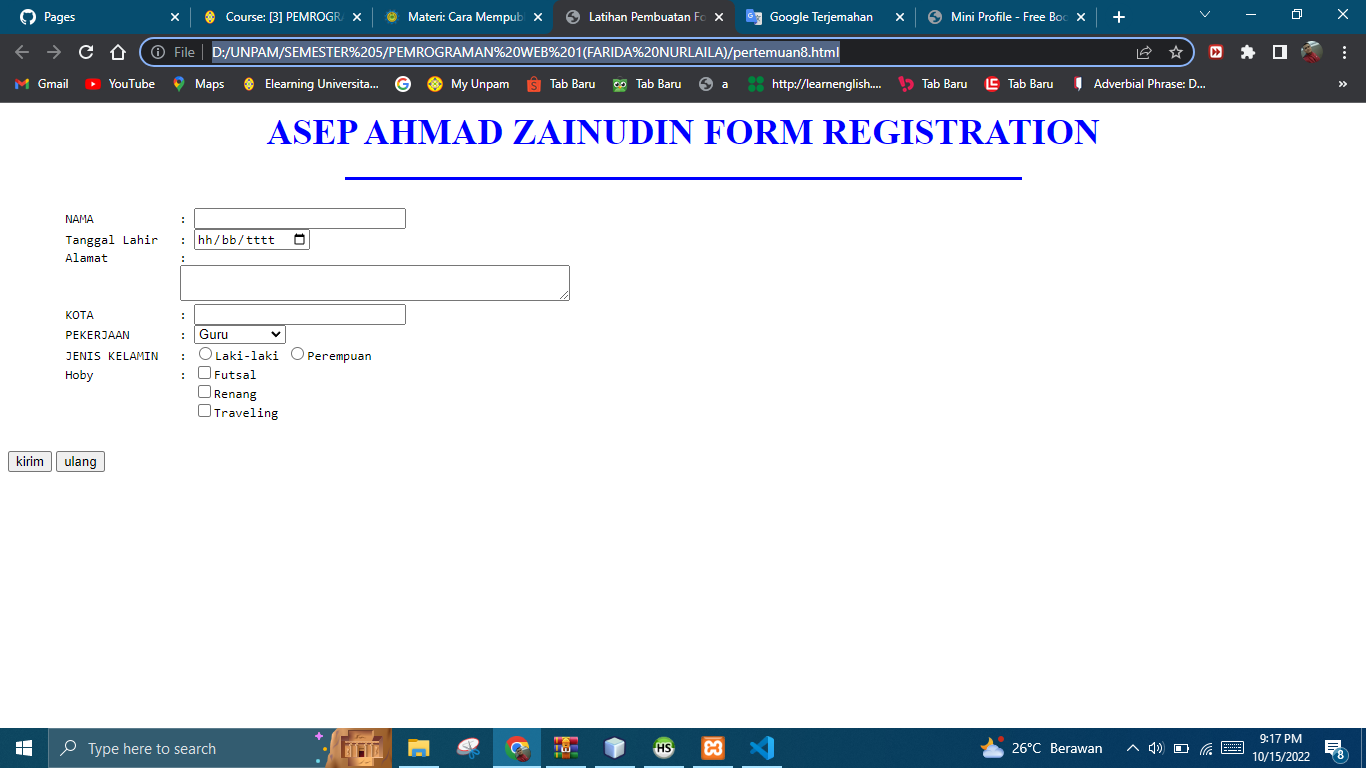 Pages
Course: [3] PEMROGRA
Materi: Cara Mempub
Latihan Pembuatan Fo
Google Terjemahan
Mini Profile - Free Boo
File
D:/UNPAM/SEMESTER%205/PEMROGRAMAN%20WEB%201(FARIDA%20NURLAILA)/pertemuan8.html
Gmail
YouTube
Maps
Elearning Universita...
My Unpam
Tab Baru
Tab Baru
a
http://learnenglish....
Tab Baru
Tab Baru
Adverbial Phrase: D...
»
ASEP AHMAD ZAINUDIN FORM REGISTRATION
NAMA :
Tanggal Lahir : hh/bb/tttt
Alamat :
KOTA :
PEKERJAAN : Guru
JENIS KELAMIN : Laki-laki Perempuan
Hoby : Futsal
Renang
Traveling
kirim ulang
Type here to search
HS
26°C Berawan
9:17 PM
10/15/2022
8